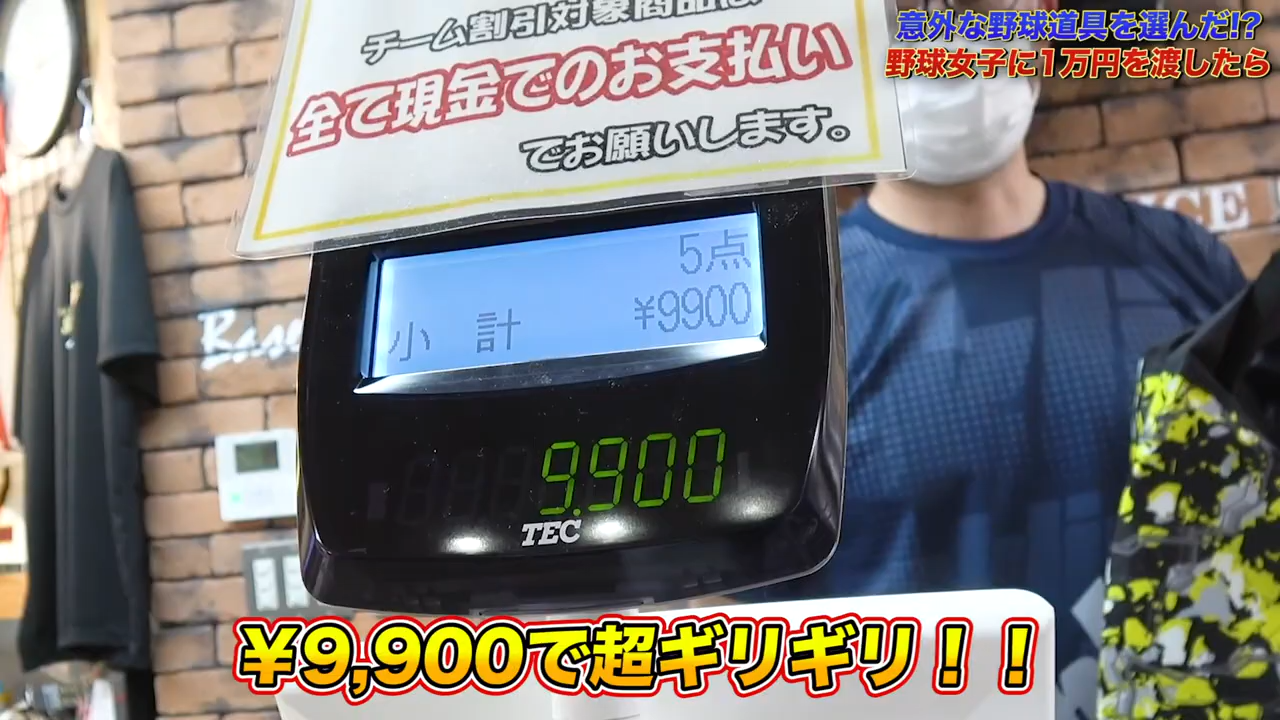 意外な野球道具を選んだ!?
野球女子に1万円を渡したら
チーム割引対象商品は
全て現金でのお支払い
でお願いします。
5点
小計 ¥9900
9.900
TEC
¥9,900で超ギリギリ!!